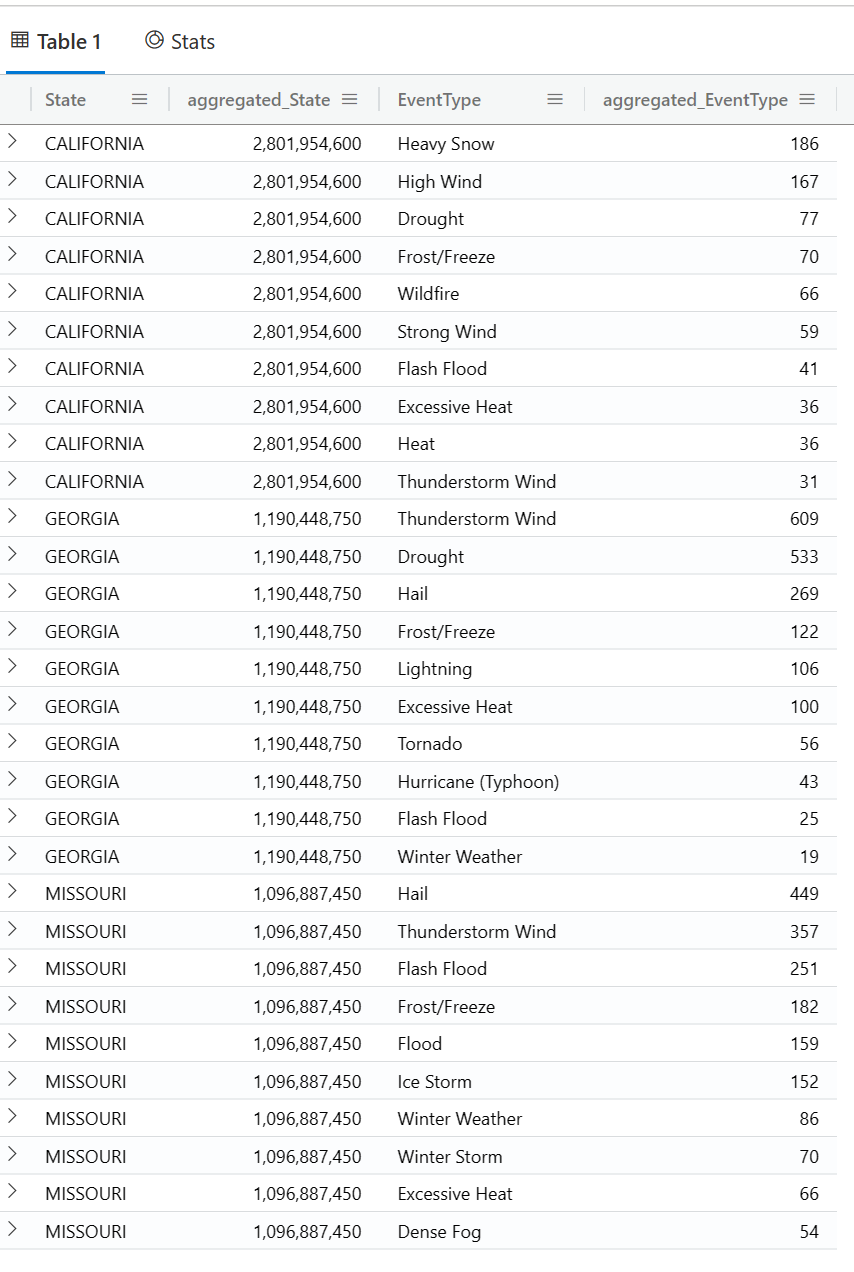 Table 1 Stats
State aggregated_State EventType aggregated_EventType
CALIFORNIA 2,801,954,600 Heavy Snow 186
CALIFORNIA 2,801,954,600 High Wind 167
CALIFORNIA 2,801,954,600 Drought 77
CALIFORNIA 2,801,954,600 Frost/Freeze 70
CALIFORNIA 2,801,954,600 Wildfire 66
CALIFORNIA 2,801,954,600 Strong Wind 59
CALIFORNIA 2,801,954,600 Flash Flood 41
CALIFORNIA 2,801,954,600 Excessive Heat 36
CALIFORNIA 2,801,954,600 Heat 36
CALIFORNIA 2,801,954,600 Thunderstorm Wind 31
GEORGIA 1,190,448,750 Thunderstorm Wind 609
GEORGIA 1,190,448,750 Drought 533
GEORGIA 1,190,448,750 Hail 269
GEORGIA 1,190,448,750 Frost/Freeze 122
GEORGIA 1,190,448,750 Lightning 106
GEORGIA 1,190,448,750 Excessive Heat 100
GEORGIA 1,190,448,750 Tornado 56
GEORGIA 1,190,448,750 Hurricane (Typhoon) 43
GEORGIA 1,190,448,750 Flash Flood 25
GEORGIA 1,190,448,750 Winter Weather 19
MISSOURI 1,096,887,450 Hail 449
MISSOURI 1,096,887,450 Thunderstorm Wind 357
MISSOURI 1,096,887,450 Flash Flood 251
MISSOURI 1,096,887,450 Frost/Freeze 182
MISSOURI 1,096,887,450 Flood 159
MISSOURI 1,096,887,450 Ice Storm 152
MISSOURI 1,096,887,450 Winter Weather 86
MISSOURI 1,096,887,450 Winter Storm 70
MISSOURI 1,096,887,450 Excessive Heat 66
MISSOURI 1,096,887,450 Dense Fog 54